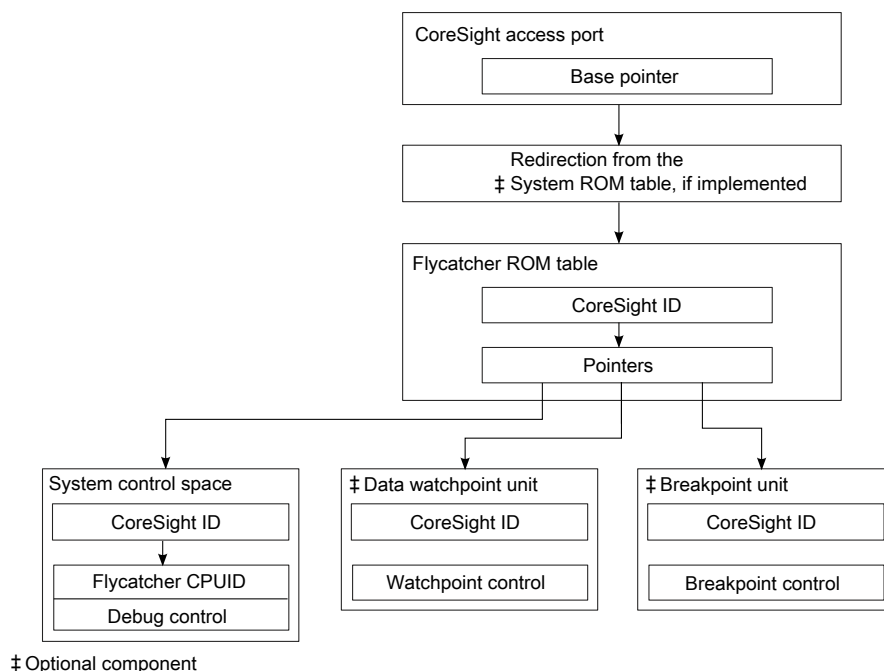 CoreSight access port
Base pointer
Redirection from the
‡ System ROM table, if implemented
Flycatcher ROM table
CoreSight ID
Pointers
System control space
CoreSight ID
Flycatcher CPUID
Debug control
‡ Data watchpoint unit
CoreSight ID
Watchpoint control
‡ Breakpoint unit
CoreSight ID
Breakpoint control
‡ Optional component